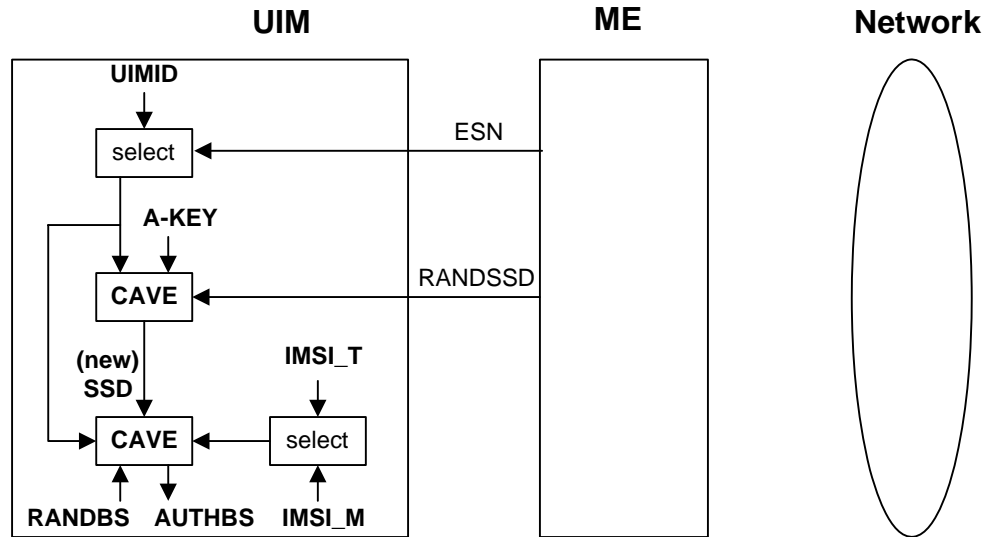 UIM
ME
Network
UIMID
ESN
select
A-KEY
RANDSSD
CAVE
(new)
SSD
IMSI_T
CAVE
select
RANDBS
AUTHBS
IMSI_M